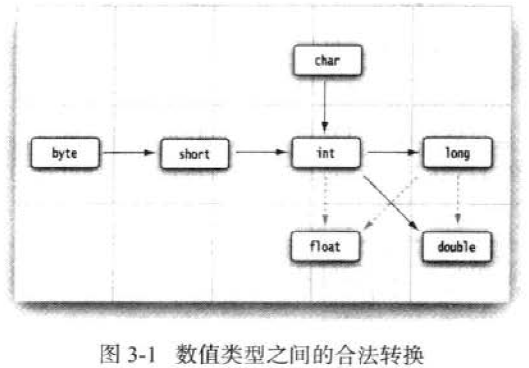 char
byte
short
int
long
float
double
图 3-1 数值类型之间的合法转换